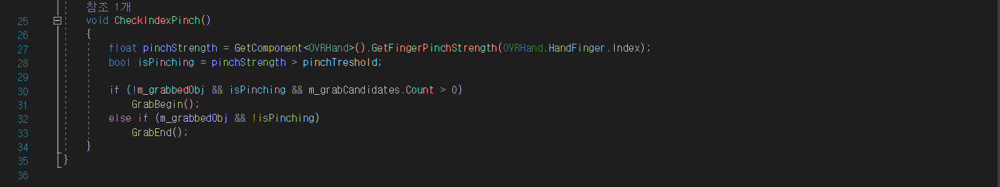 참조 1개
25 void CheckIndexPinch()
26 {
27 float pinchStrength = GetComponent<OVRHand>().GetFingerPinchStrength(OVRHand.HandFinger.Index);
28 bool isPinching = pinchStrength > pinchTreshold;
29
30 if (!m_grabbedObj && isPinching && m_grabCandidates.Count > 0)
31 GrabBegin();
32 else if (m_grabbedObj && !isPinching)
33 GrabEnd();
34 }
35 }
36